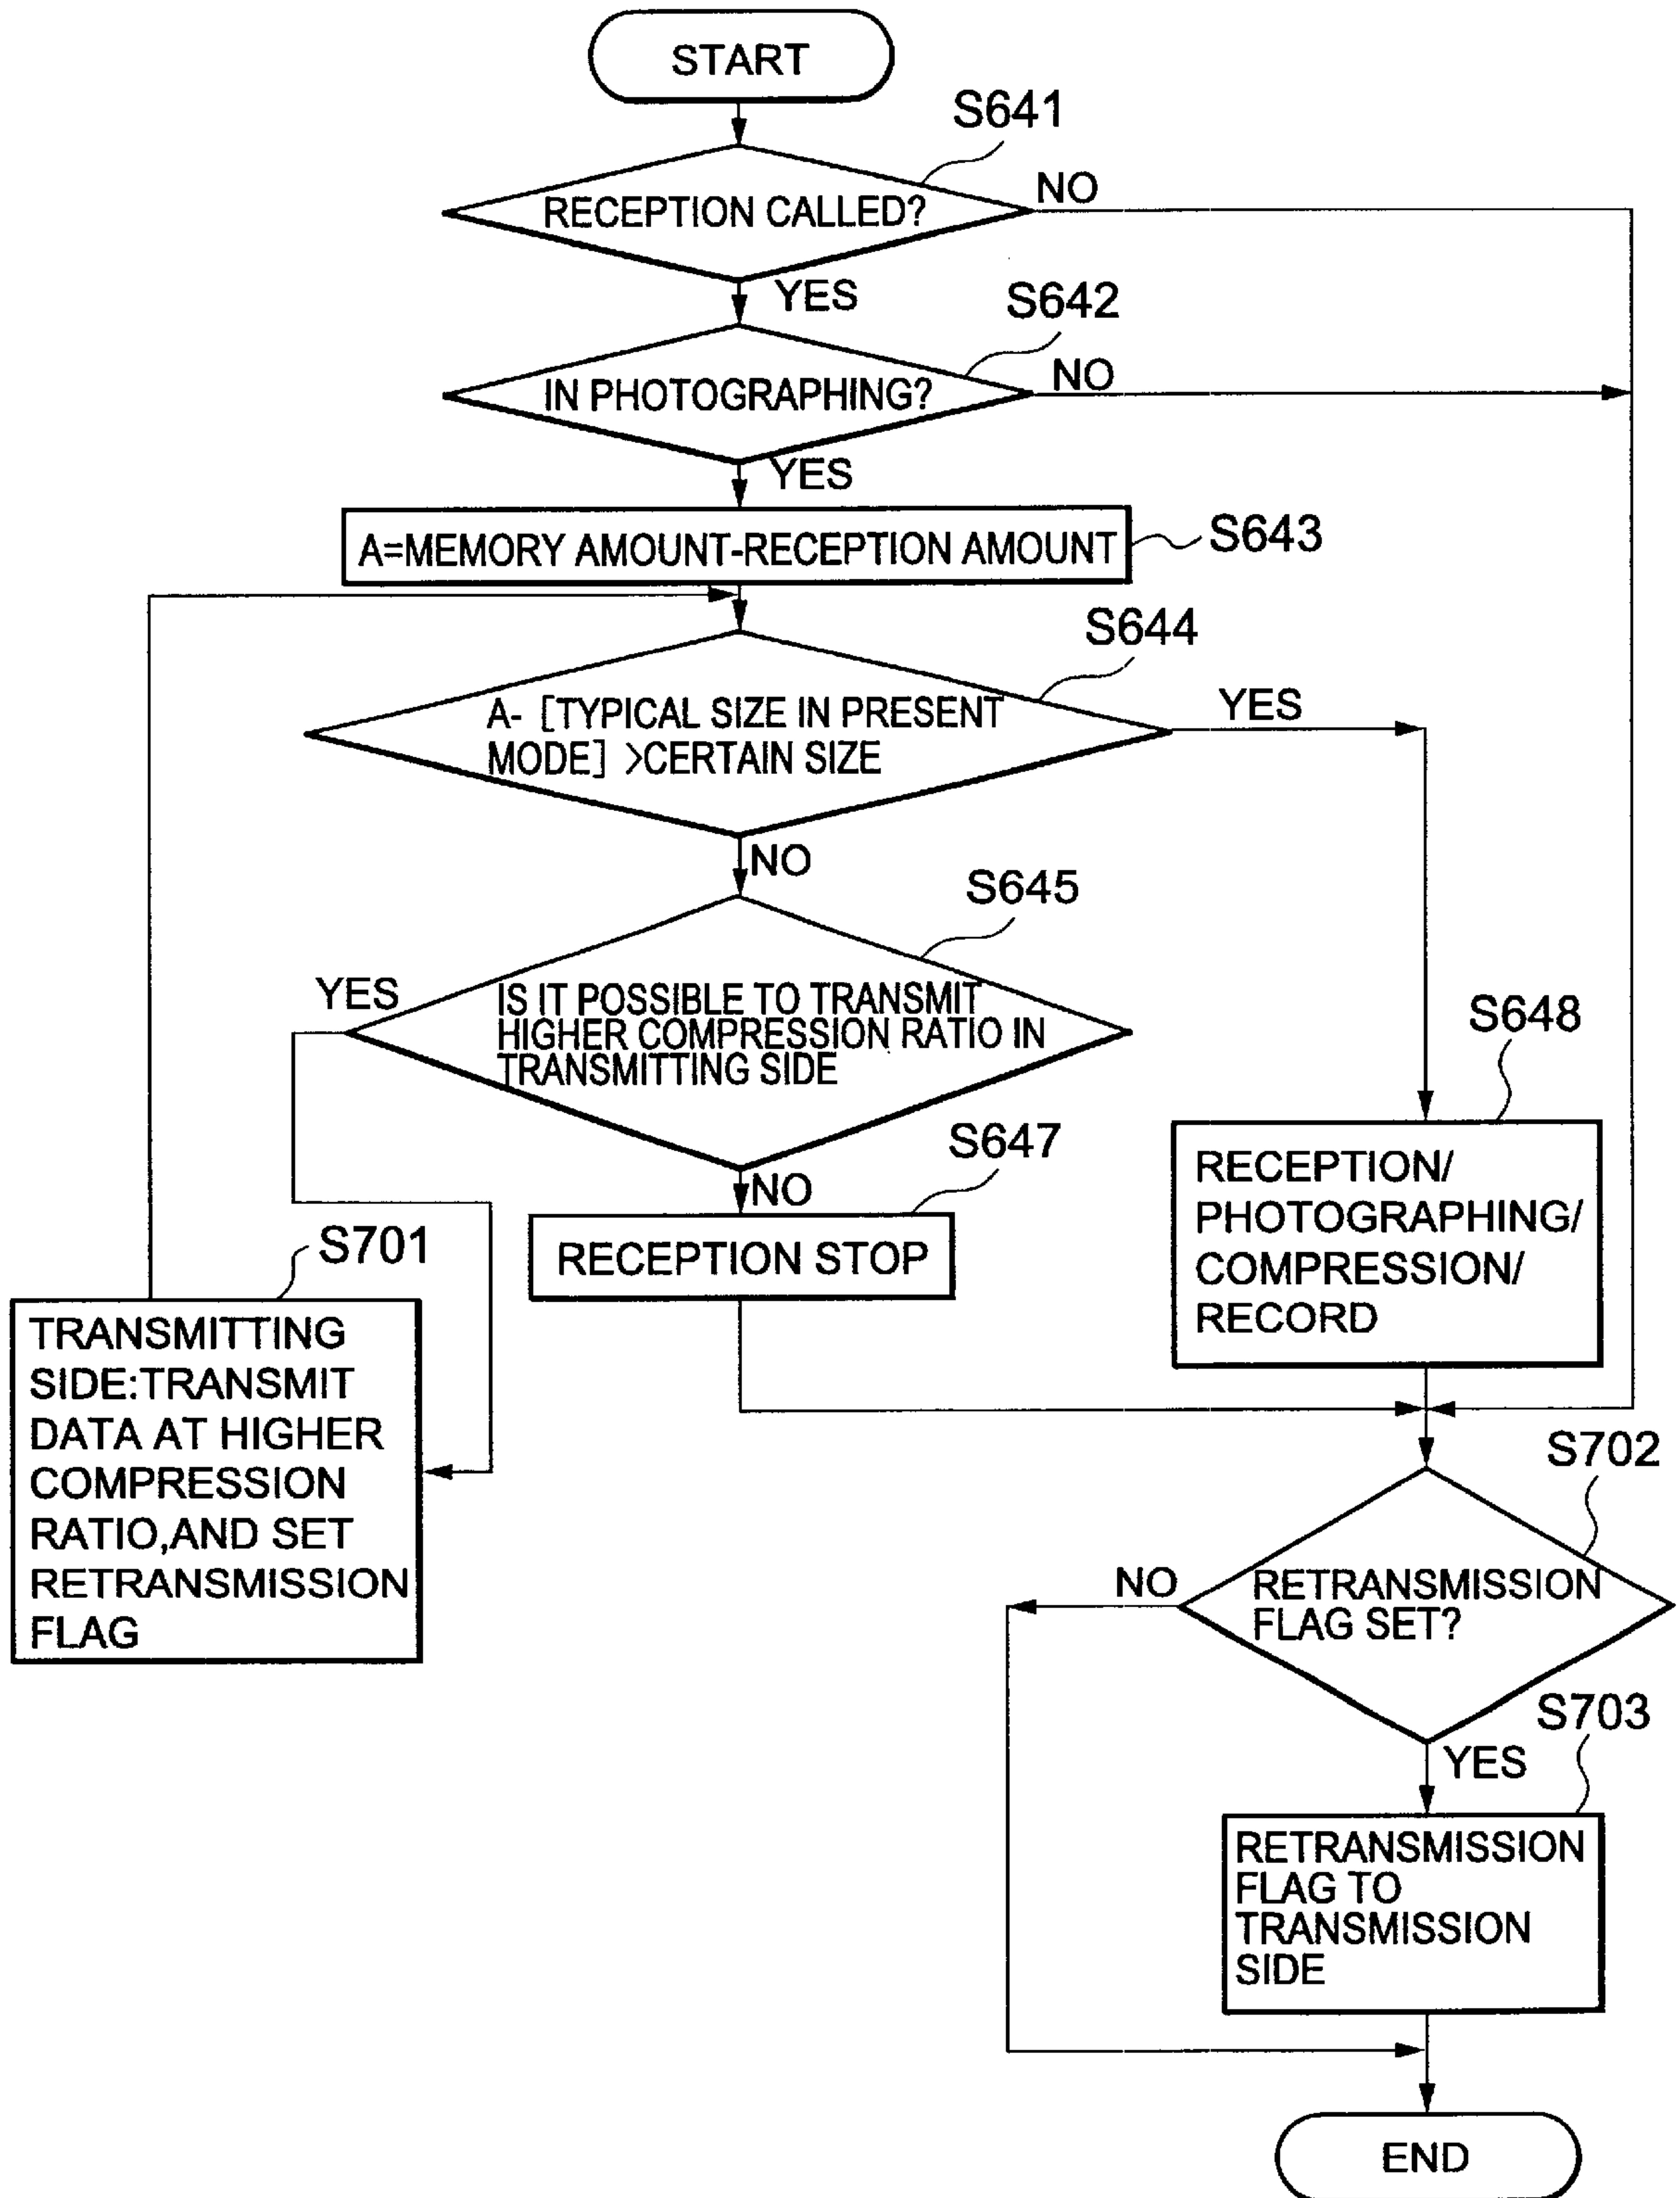 START
S641
RECEPTION CALLED?
NO
YES
S642
IN PHOTOGRAPHING?
NO
YES
A=MEMORY AMOUNT-RECEPTION AMOUNT
S643
S644
A- [TYPICAL SIZE IN PRESENT
MODE] >CERTAIN SIZE
YES
NO
S645
YES
IS IT POSSIBLE TO TRANSMIT
HIGHER COMPRESSION RATIO IN
TRANSMITTING SIDE
NO
S647
RECEPTION STOP
S648
RECEPTION/
PHOTOGRAPHING/
COMPRESSION/
RECORD
S701
TRANSMITTING
SIDE:TRANSMIT
DATA AT HIGHER
COMPRESSION
RATIO,AND SET
RETRANSMISSION
FLAG
S702
NO
RETRANSMISSION
FLAG SET?
YES
S703
RETRANSMISSION
FLAG TO
TRANSMISSION
SIDE
END